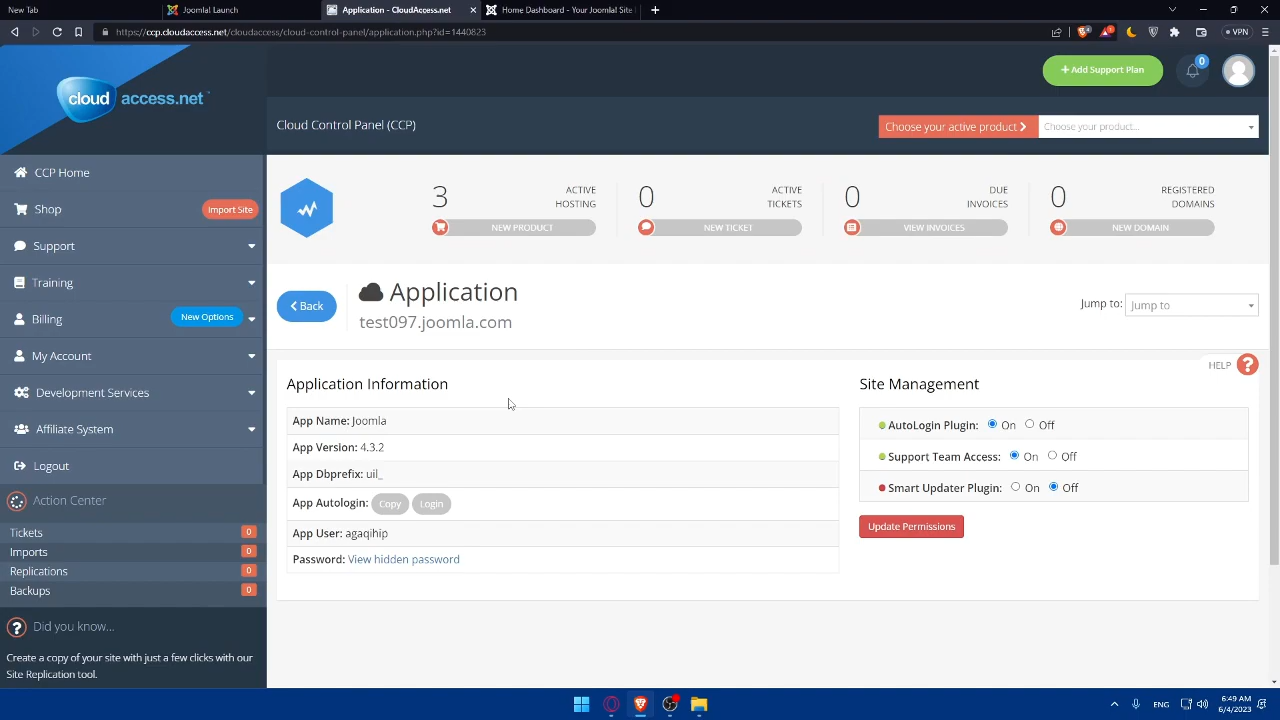 New Tab
Joomla Launch
Application - CloudAccess.net
Home Dashboard - Your Joomla! Site
https://ccp.cloudaccess.net/cloudaccess/cloud-control-panel/application.php?id=1440823
VPN
cloud access.net
Add Support Plan
0
Cloud Control Panel (CCP)
Choose your active product
Choose your product...
CCP Home
Shop
Import Site
Support
Training
Billing
New Options
My Account
Development Services
Affiliate System
Logout
Action Center
Tickets 0
Imports 0
Replications 0
Backups 0
Did you know...
Create a copy of your site with just a few clicks with our
Site Replication tool.
3
ACTIVE
HOSTING
NEW PRODUCT
0
ACTIVE
TICKETS
NEW TICKET
0
DUE
INVOICES
VIEW INVOICES
0
REGISTERED
DOMAINS
NEW DOMAIN
Back
Application
test097.joomla.com
Jump to:
Jump to
HELP ?
Application Information
App Name: Joomla
App Version: 4.3.2
App Dbprefix: uil_
App Autologin: Copy Login
App User: agaqihip
Password: View hidden password
Site Management
AutoLogin Plugin: On Off
Support Team Access: On Off
Smart Updater Plugin: On Off
Update Permissions
ENG
6:49 AM
6/4/2023